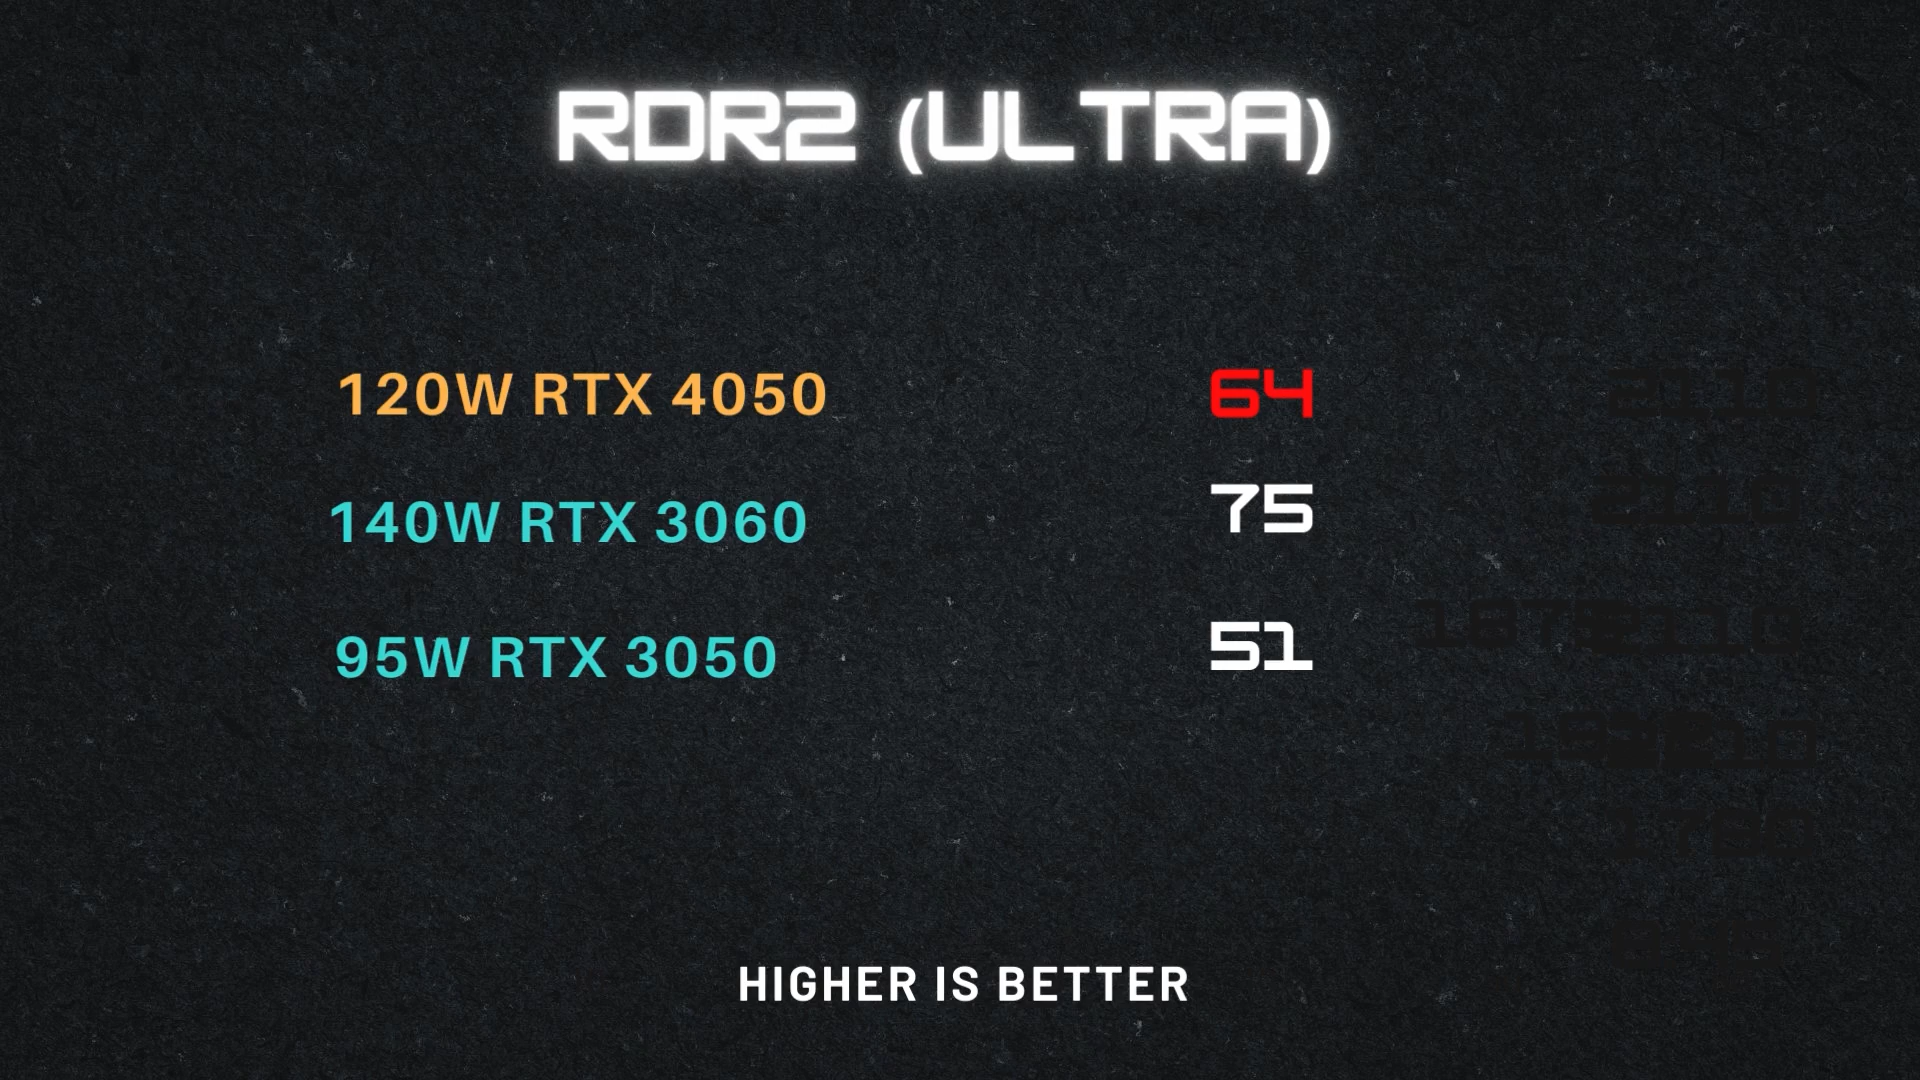 RDR2 (ULTRA)
120W RTX 4050 64
140W RTX 3060 75
95W RTX 3050 51
HIGHER IS BETTER